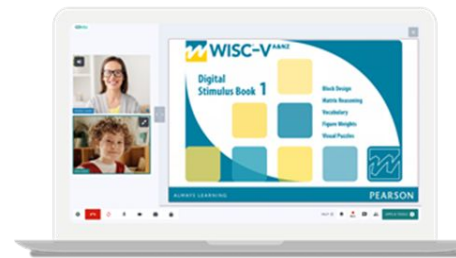 WISC–V A&NZ
Digital
Stimulus Book 1
Block Design
Matrix Reasoning
Vocabulary
Figure Weights
Visual Puzzles
ALWAYS LEARNING
PEARSON